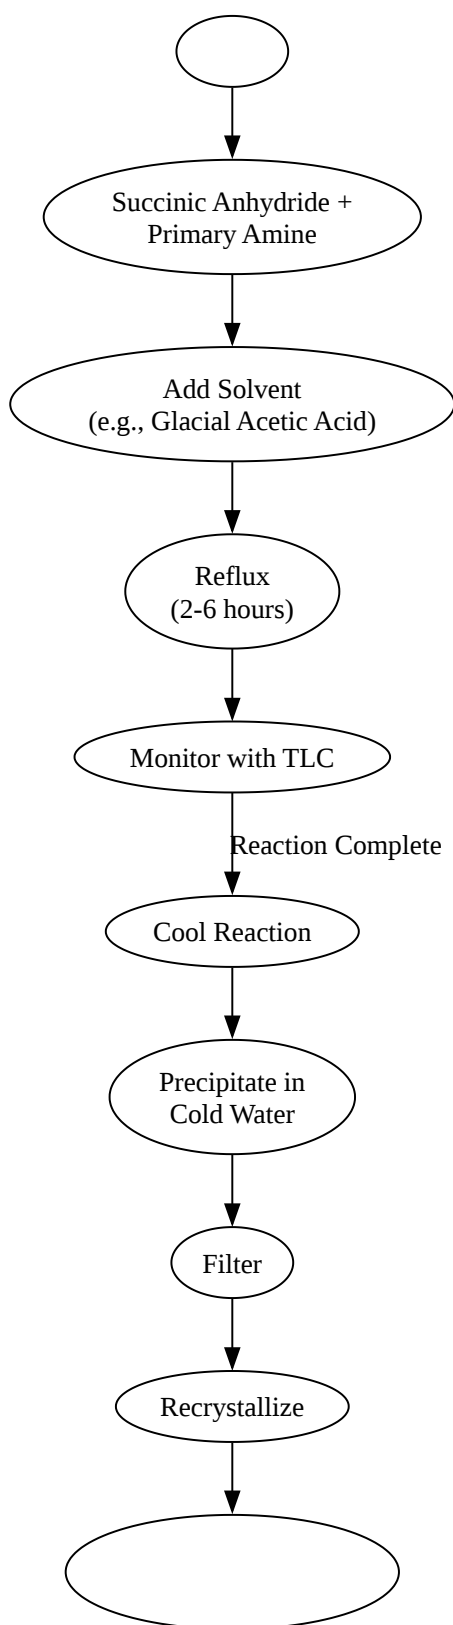 Succinic Anhydride +
Primary Amine
Add Solvent
(e.g., Glacial Acetic Acid)
Reflux
(2-6 hours)
Monitor with TLC
Reaction Complete
Cool Reaction
Precipitate in
Cold Water
Filter
Recrystallize